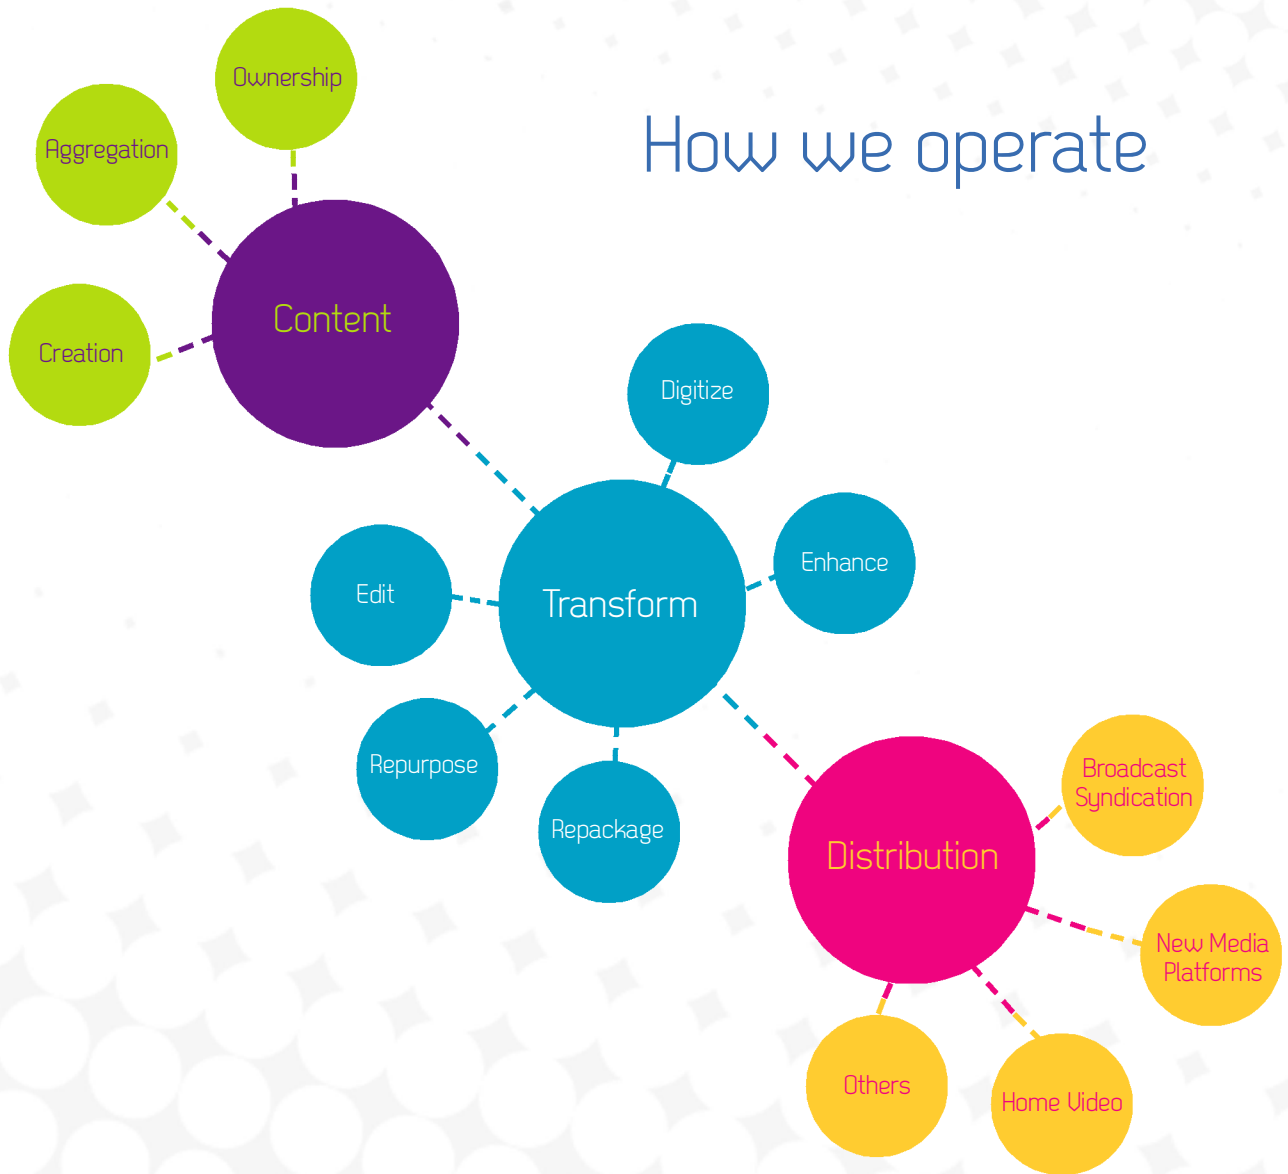 How we operate
Ownership
Aggregation
Creation
Content
Digitize
Enhance
Edit
Transform
Repurpose
Repackage
Distribution
Broadcast
Syndication
New Media
Platforms
Others
Home Video